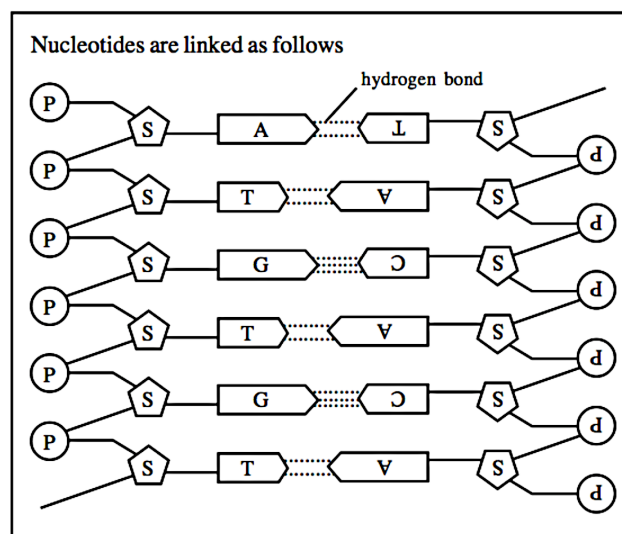 Nucleotides are linked as follows
hydrogen bond
P
S A T S
P P
S T A S
P P
S G C S
P P
S T A S
P P
S G C S
P P
S T A S
P